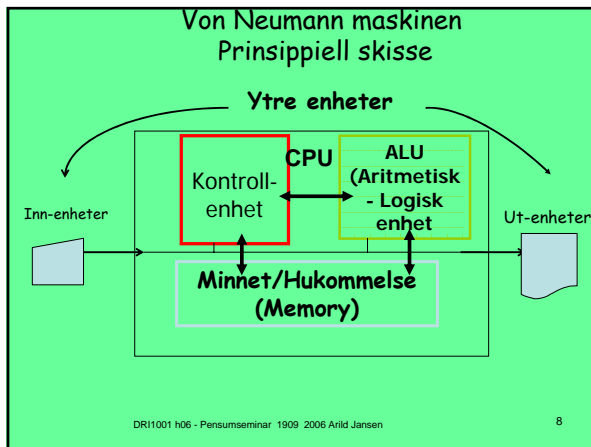 Von Neumann maskinen
Prinsippiell skisse
Ytre enheter
CPU
Kontroll-
enhet
ALU
(Aritmetisk
- Logisk
enhet
Inn-enheter
Ut-enheter
Minnet/Hukommelse
(Memory)
DRI1001 h06 - Pensumseminar 1909 2006 Arild Jansen
8